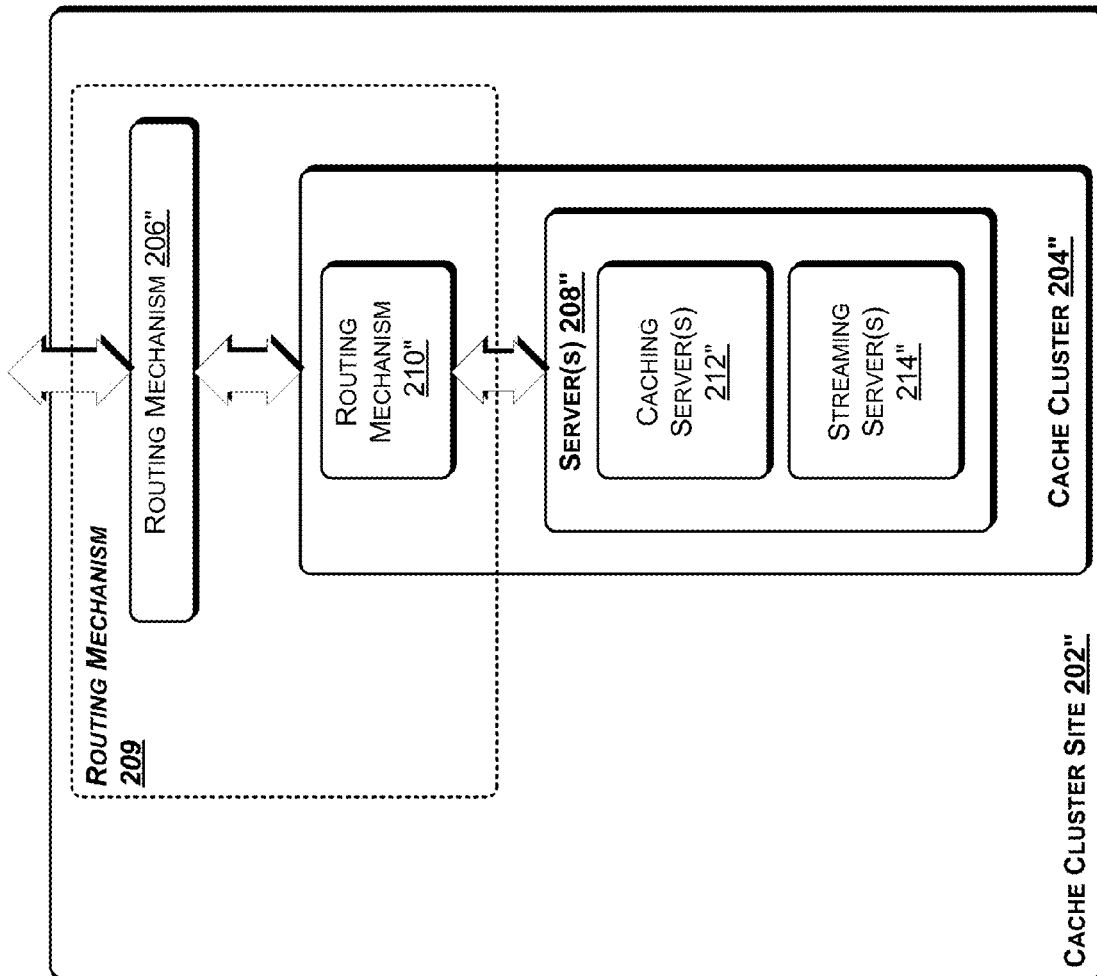 ROUTING MECHANISM
209
ROUTING MECHANISM 206"
ROUTING
MECHANISM
210"
SERVER(S) 208"
CACHING
SERVER(S)
212"
STREAMING
SERVER(S)
214"
CACHE CLUSTER 204"
CACHE CLUSTER SITE 202"